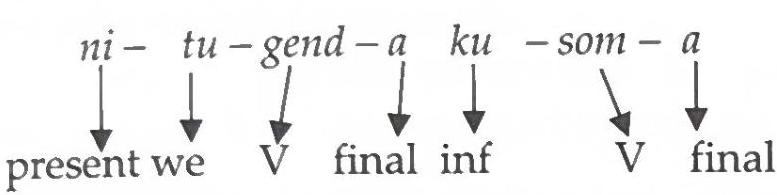 ni – tu – gend – a ku – som – a
present we V final inf V final